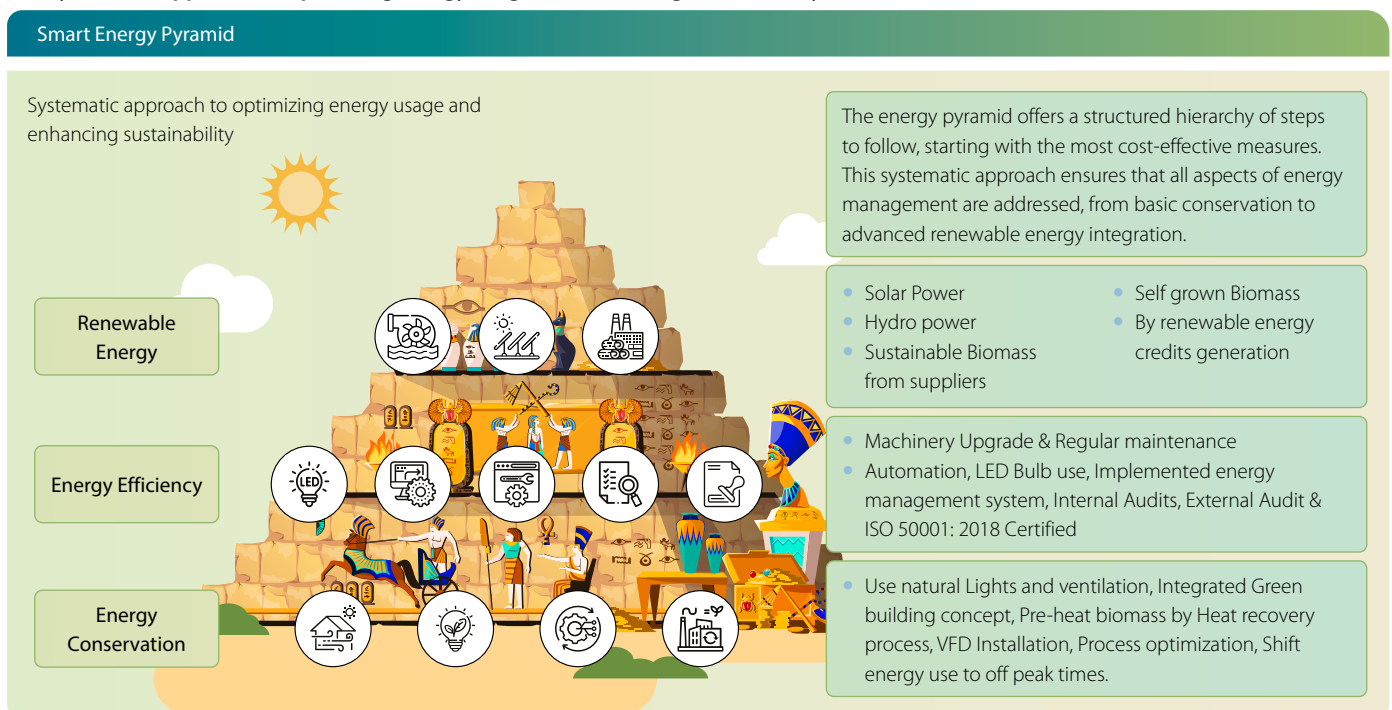 Smart Energy Pyramid
Systematic approach to optimizing energy usage and
enhancing sustainability
The energy pyramid offers a structured hierarchy of steps
to follow, starting with the most cost-effective measures.
This systematic approach ensures that all aspects of energy
management are addressed, from basic conservation to
advanced renewable energy integration.
Renewable
Energy
• Solar Power
• Hydro power
• Sustainable Biomass
from suppliers
• Self grown Biomass
• By renewable energy
credits generation
Energy Efficiency
LED
• Machinery Upgrade & Regular maintenance
• Automation, LED Bulb use, Implemented energy
management system, Internal Audits, External Audit &
ISO 50001: 2018 Certified
Energy
Conservation
• Use natural Lights and ventilation, Integrated Green
building concept, Pre-heat biomass by Heat recovery
process, VFD Installation, Process optimization, Shift
energy use to off peak times.